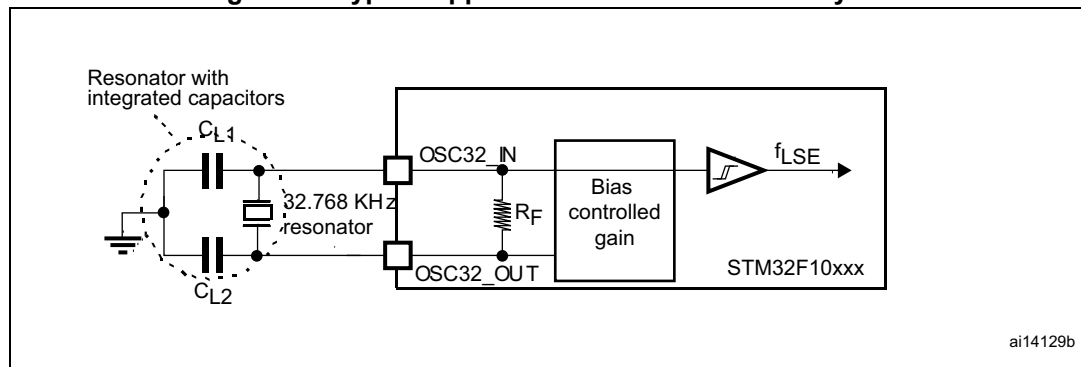 Resonator with
integrated capacitors
CL1
32.768 KHz
resonator
CL2
OSC32_IN
RF
OSC32_OUT
Bias
controlled
gain
fLSE
STM32F10xxx
ai14129b